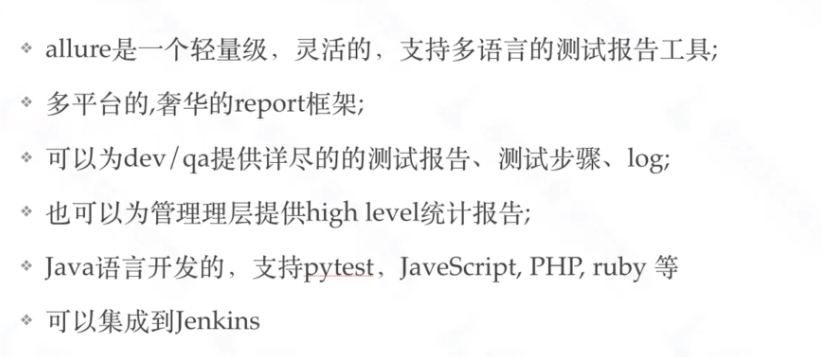 ❖ allure是一个轻量级，灵活的，支持多语言的测试报告工具;
❖ 多平台的,奢华的report框架;
❖ 可以为dev/qa提供详尽的的测试报告、测试步骤、log;
❖ 也可以为管理理层提供high level统计报告;
❖ Java语言开发的，支持pytest，JaveScript, PHP, ruby 等
❖ 可以集成到Jenkins